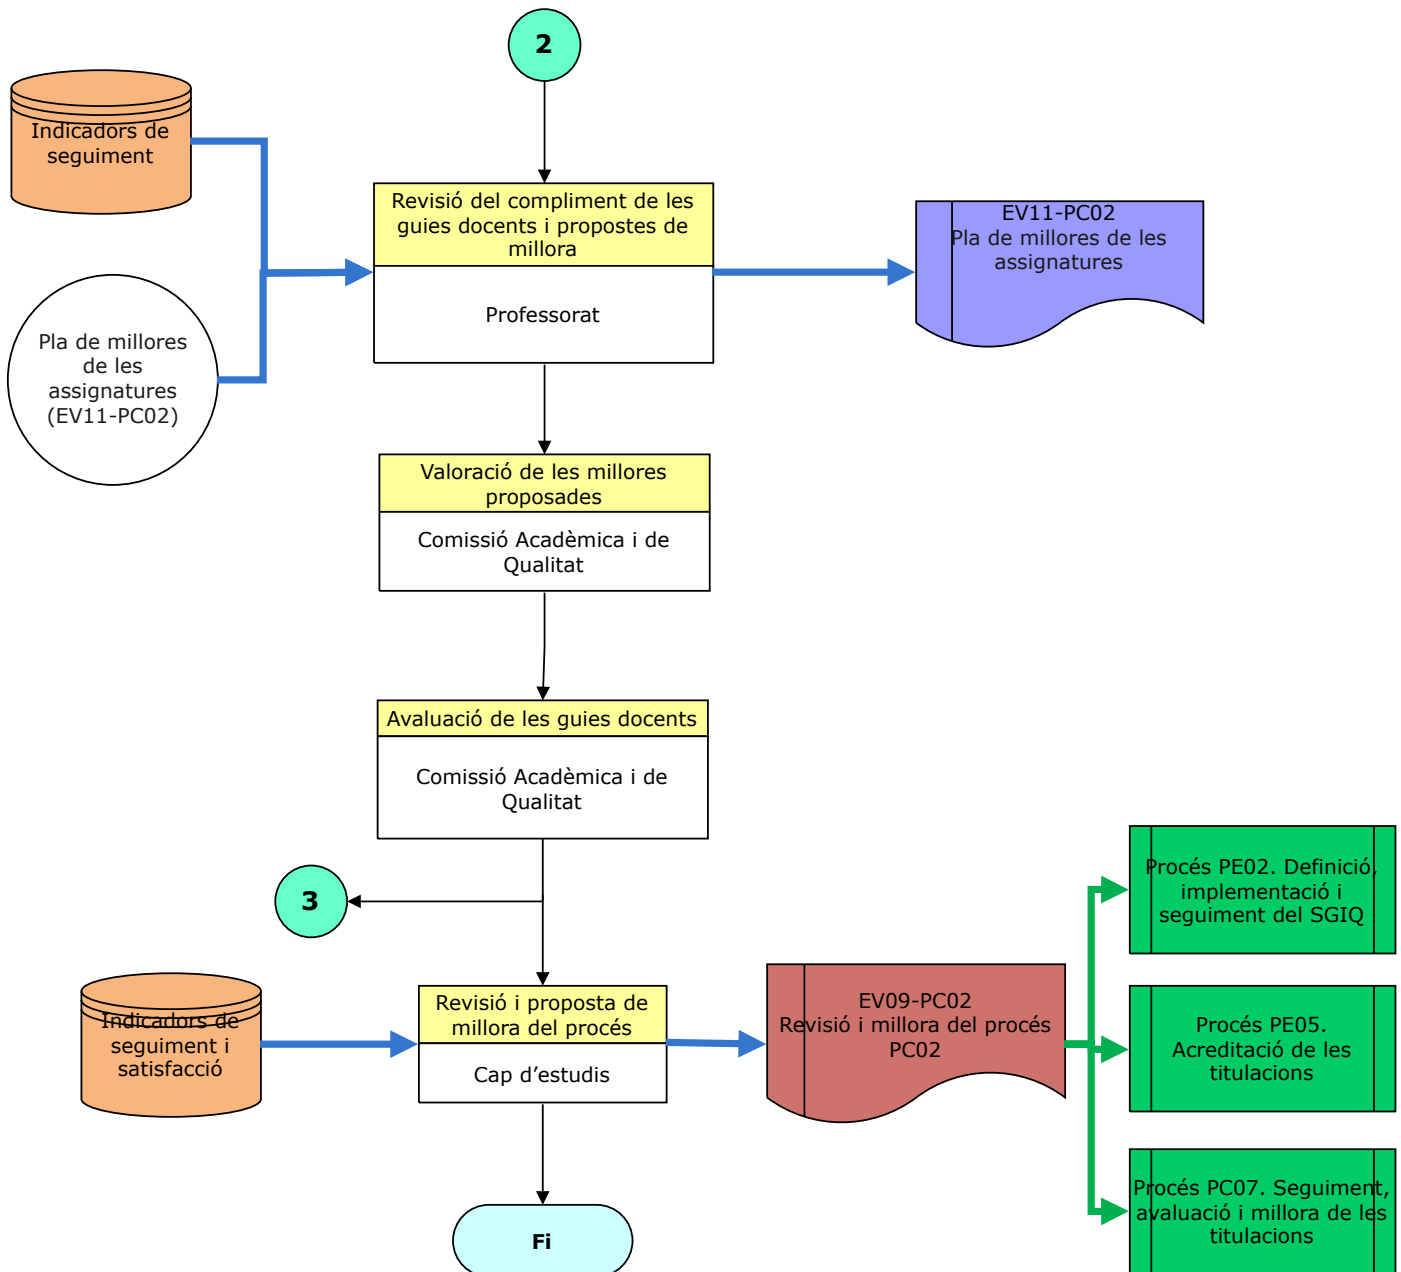 2
Indicadors de
seguiment
Revisió del compliment de les
guies docents i propostes de
millora
Professorat
EV11-PC02
Pla de millores de les
assignatures
Pla de millores
de les
assignatures
(EV11-PC02)
Valoració de les millores
proposades
Comissió Acadèmica i de
Qualitat
Avaluació de les guies docents
Comissió Acadèmica i de
Qualitat
3
Indicadors de
seguiment i
satisfacció
Revisió i proposta de
millora del procés
Cap d’estudis
EV09-PC02
Revisió i millora del procés
PC02
Procés PE02. Definició,
implementació i
seguiment del SGIQ
Procés PE05.
Acreditació de les
titulacions
Procés PC07. Seguiment,
avaluació i millora de les
titulacions
Fi